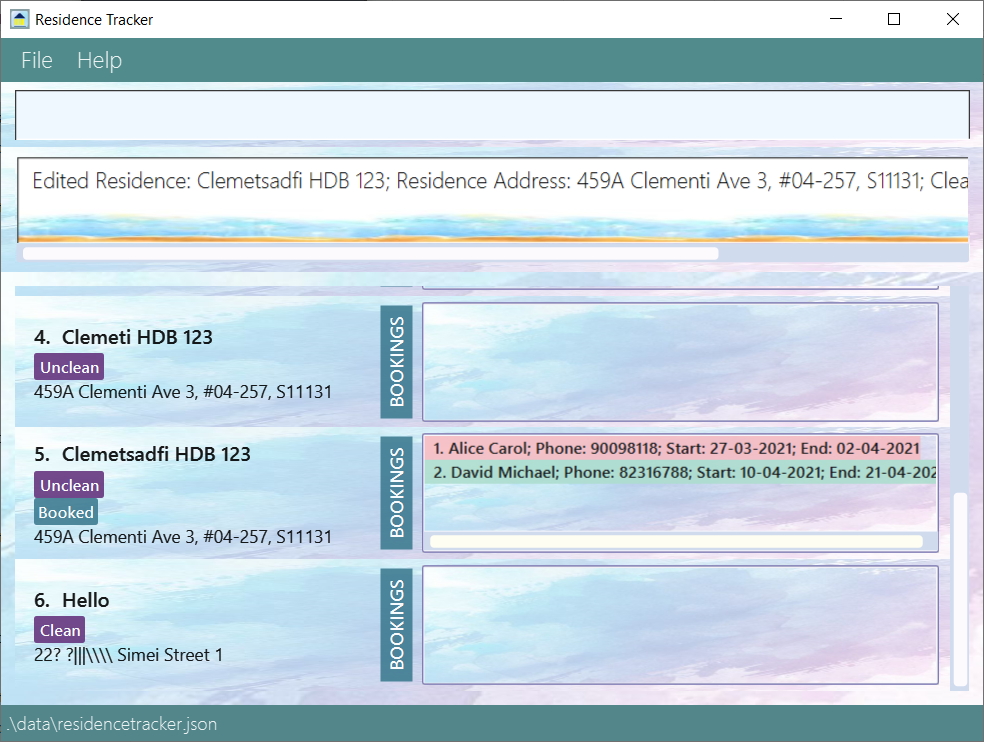 Residence Tracker
File Help
Edited Residence: Clemetsadfi HDB 123; Residence Address: 459A Clementi Ave 3, #04-257, S11131; Clea
4. Clemeti HDB 123
Unclean
459A Clementi Ave 3, #04-257, S11131
BOOKINGS
5. Clemetsadfi HDB 123
Unclean
Booked
459A Clementi Ave 3, #04-257, S11131
BOOKINGS
1. Alice Carol; Phone: 90098118; Start: 27-03-2021; End: 02-04-2021
2. David Michael; Phone: 82316788; Start: 10-04-2021; End: 21-04-202
6. Hello
Clean
22? ?|||\\\\ Simei Street 1
BOOKINGS
.\data\residencetracker.json